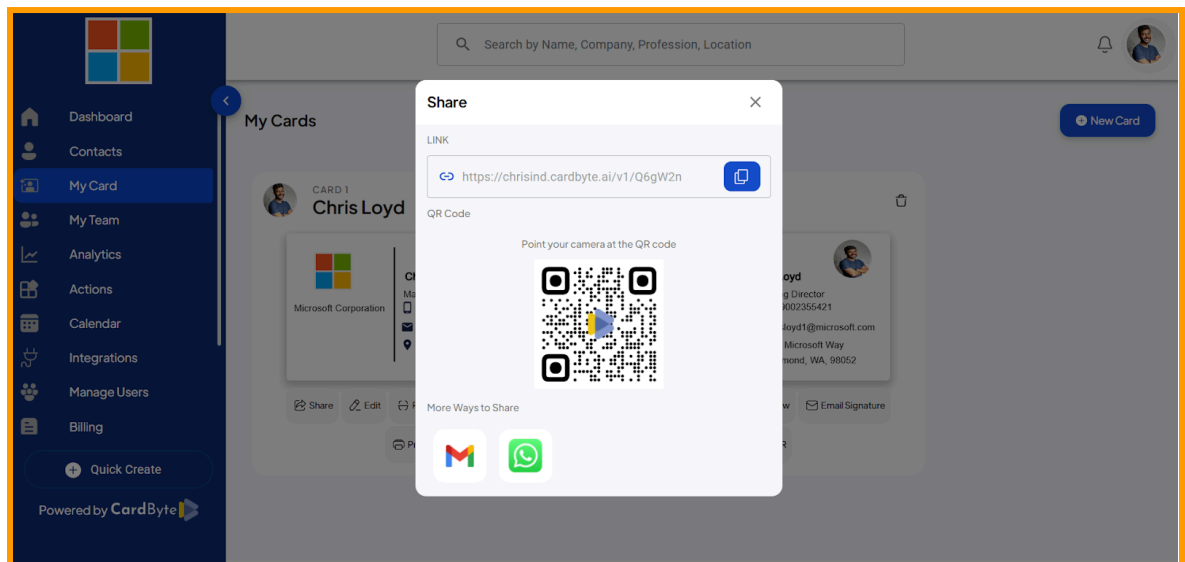 Search by Name, Company, Profession, Location
Dashboard
Contacts
My Card
My Team
Analytics
Actions
Calendar
Integrations
Manage Users
Billing
Quick Create
Powered by CardByte
My Cards
New Card
CARD 1
Chris Loyd
Microsoft Corporation
Share
Edit
Share
LINK
https://chrisind.cardbyte.ai/v1/Q6gW2n
QR Code
Point your camera at the QR code
More Ways to Share
oyd
g Director
9002355421
loyd1@microsoft.com
Microsoft Way
mond, WA, 98052
Email Signature